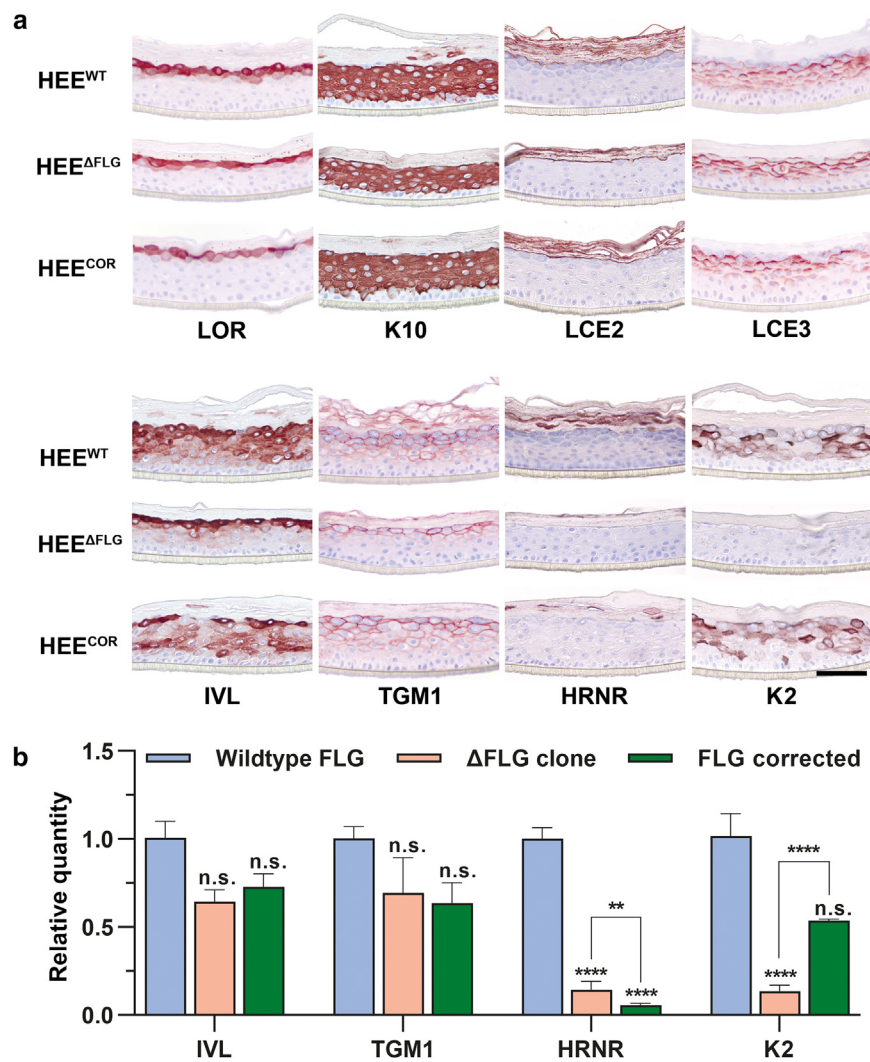 a
HEE^WT
HEE^ΔFLG
HEE^COR
LOR K10 LCE2 LCE3
HEE^WT
HEE^ΔFLG
HEE^COR
IVL TGM1 HRNR K2
b
1.5
Wildtype FLG ΔFLG clone FLG corrected
Relative quantity
1.0
0.5
0.0
n.s. n.s.
n.s. n.s.
**
**** ****
****
**** n.s.
IVL TGM1 HRNR K2